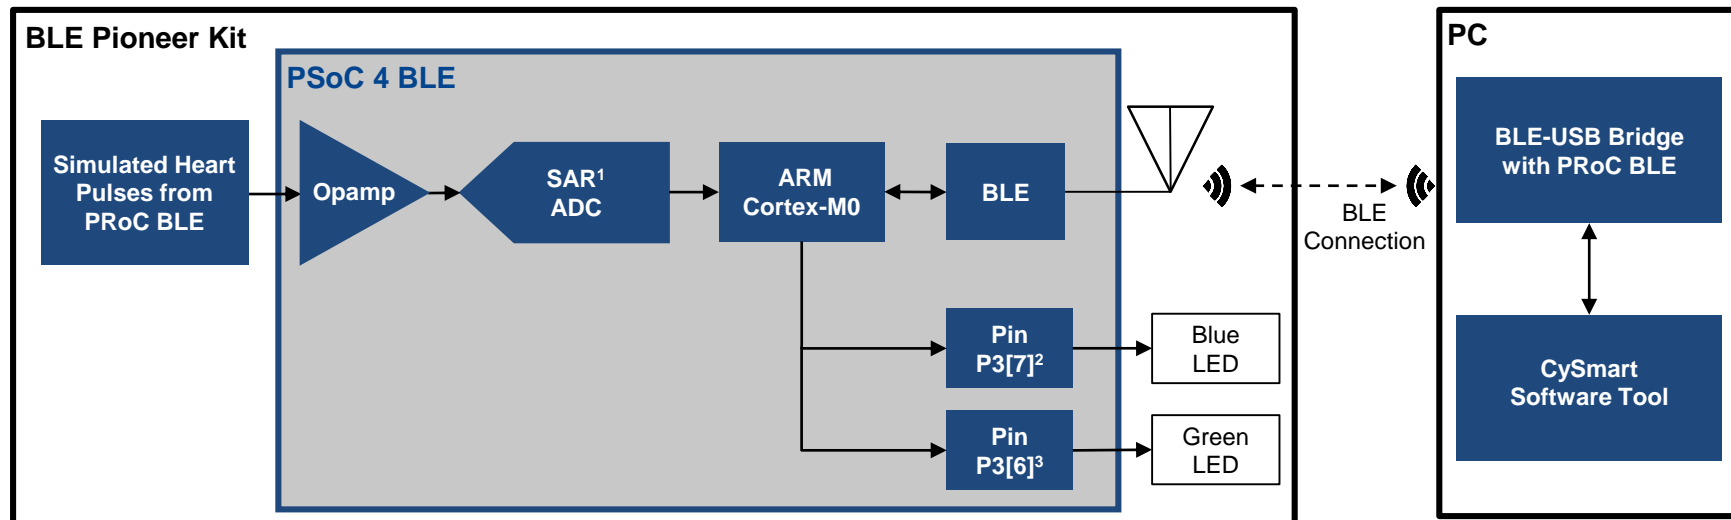 BLE Pioneer Kit
PSoC 4 BLE
Simulated Heart
Pulses from
PRoC BLE
Opamp
SAR¹
ADC
ARM
Cortex-M0
BLE
Pin
P3[7]²
Blue
LED
Pin
P3[6]³
Green
LED
BLE
Connection
PC
BLE-USB Bridge
with PRoC BLE
CySmart
Software Tool